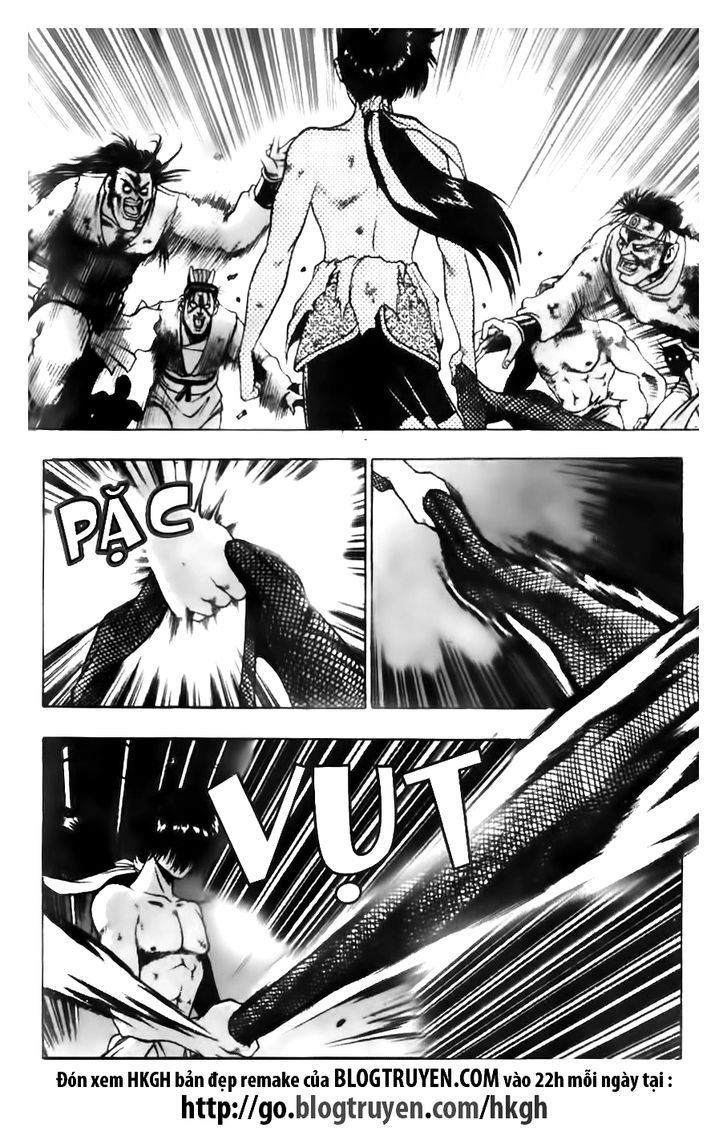 PẶC
VỤT
Đón xem HKGH bản đẹp remake của BLOGTRUYEN.COM vào 22h mỗi ngày tại :
http://go.blogtruyen.com/hkgh